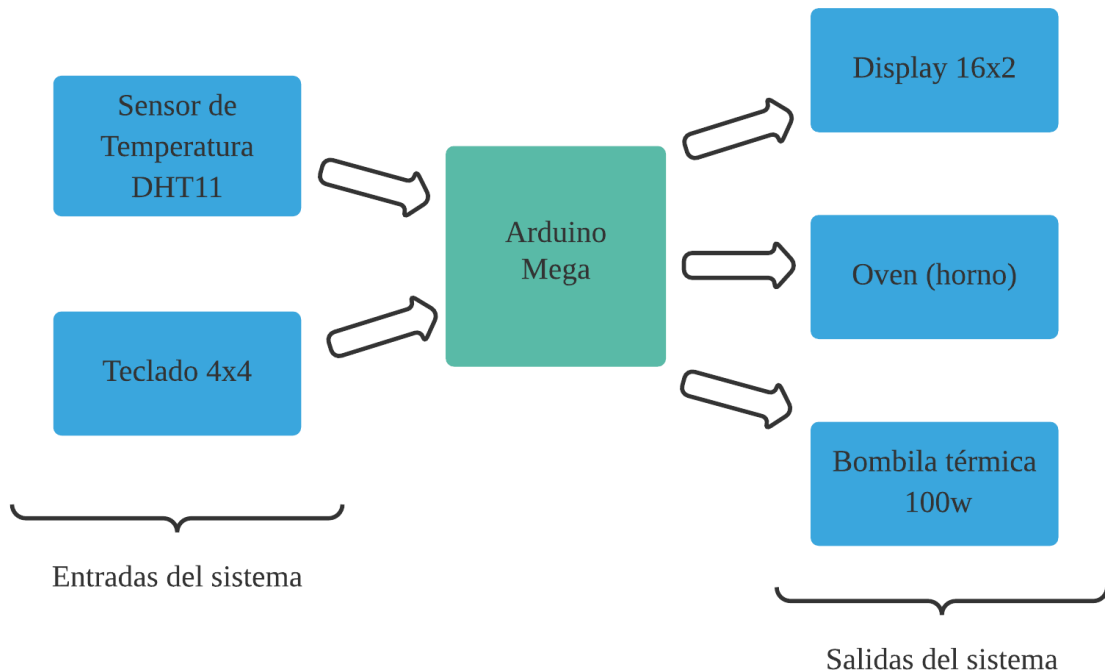 Sensor de
Temperatura
DHT11
Teclado 4x4
Entradas del sistema
Arduino
Mega
Display 16x2
Oven (horno)
Bombila térmica
100w
Salidas del sistema